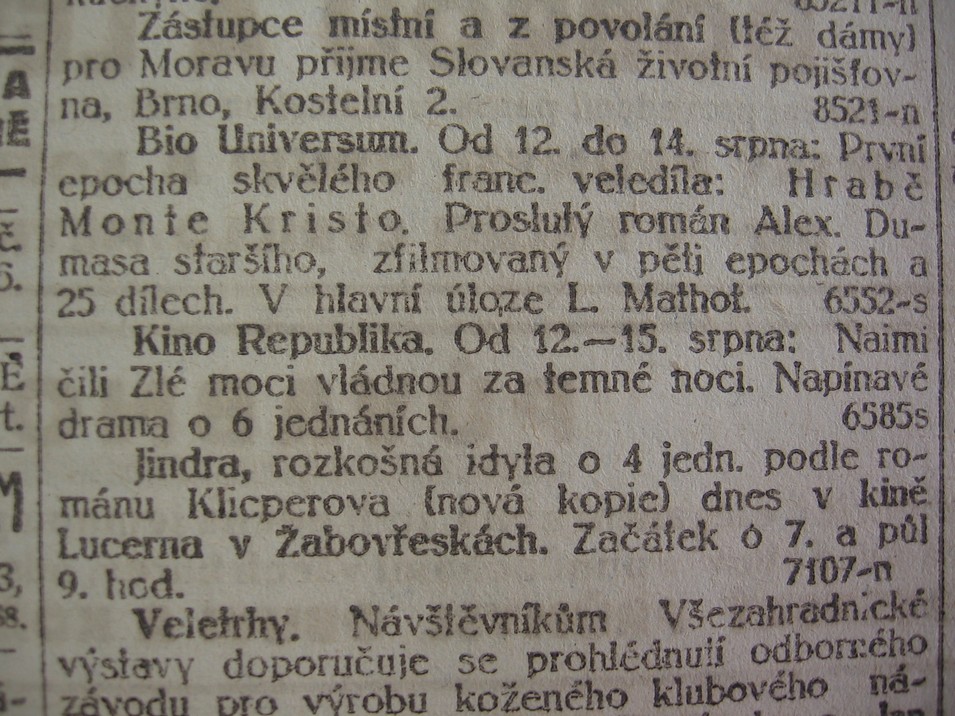 8521I-n
Zástupce místní a z povolání (též dámy)
pro Moravu přijme Slovanská životní pojišťov-
na, Brno, Kostelní 2. 8521-n
Bio Universum. Od 12. do 14. srpna: První
epocha skvělého franc. veledíla: Hrabě
Monte Kristo. Proslulý román Alex. Du-
masa staršího, zfilmovaný v pěti epochách a
25 dílech. V hlavní úloze L. Mathot. 6552-s
Kino Republika. Od 12.—15. srpna: Naimi
čili Zlé moci vládnou za temné noci. Napínavé
drama o 6 jednáních. 6585s
Jindra, rozkošná idyla o 4 jedn. podle ro-
mánu Klicperova (nová kopie) dnes v kině
Lucerna v Žabovřeskách. Začátek o 7. a půl
9. hod. 7107-n
Veletrhy. Návštěvníkům Všezahradnické
výstavy doporučuje se prohlédnutí odborného
závodu pro výrobu koženého klubového ná-